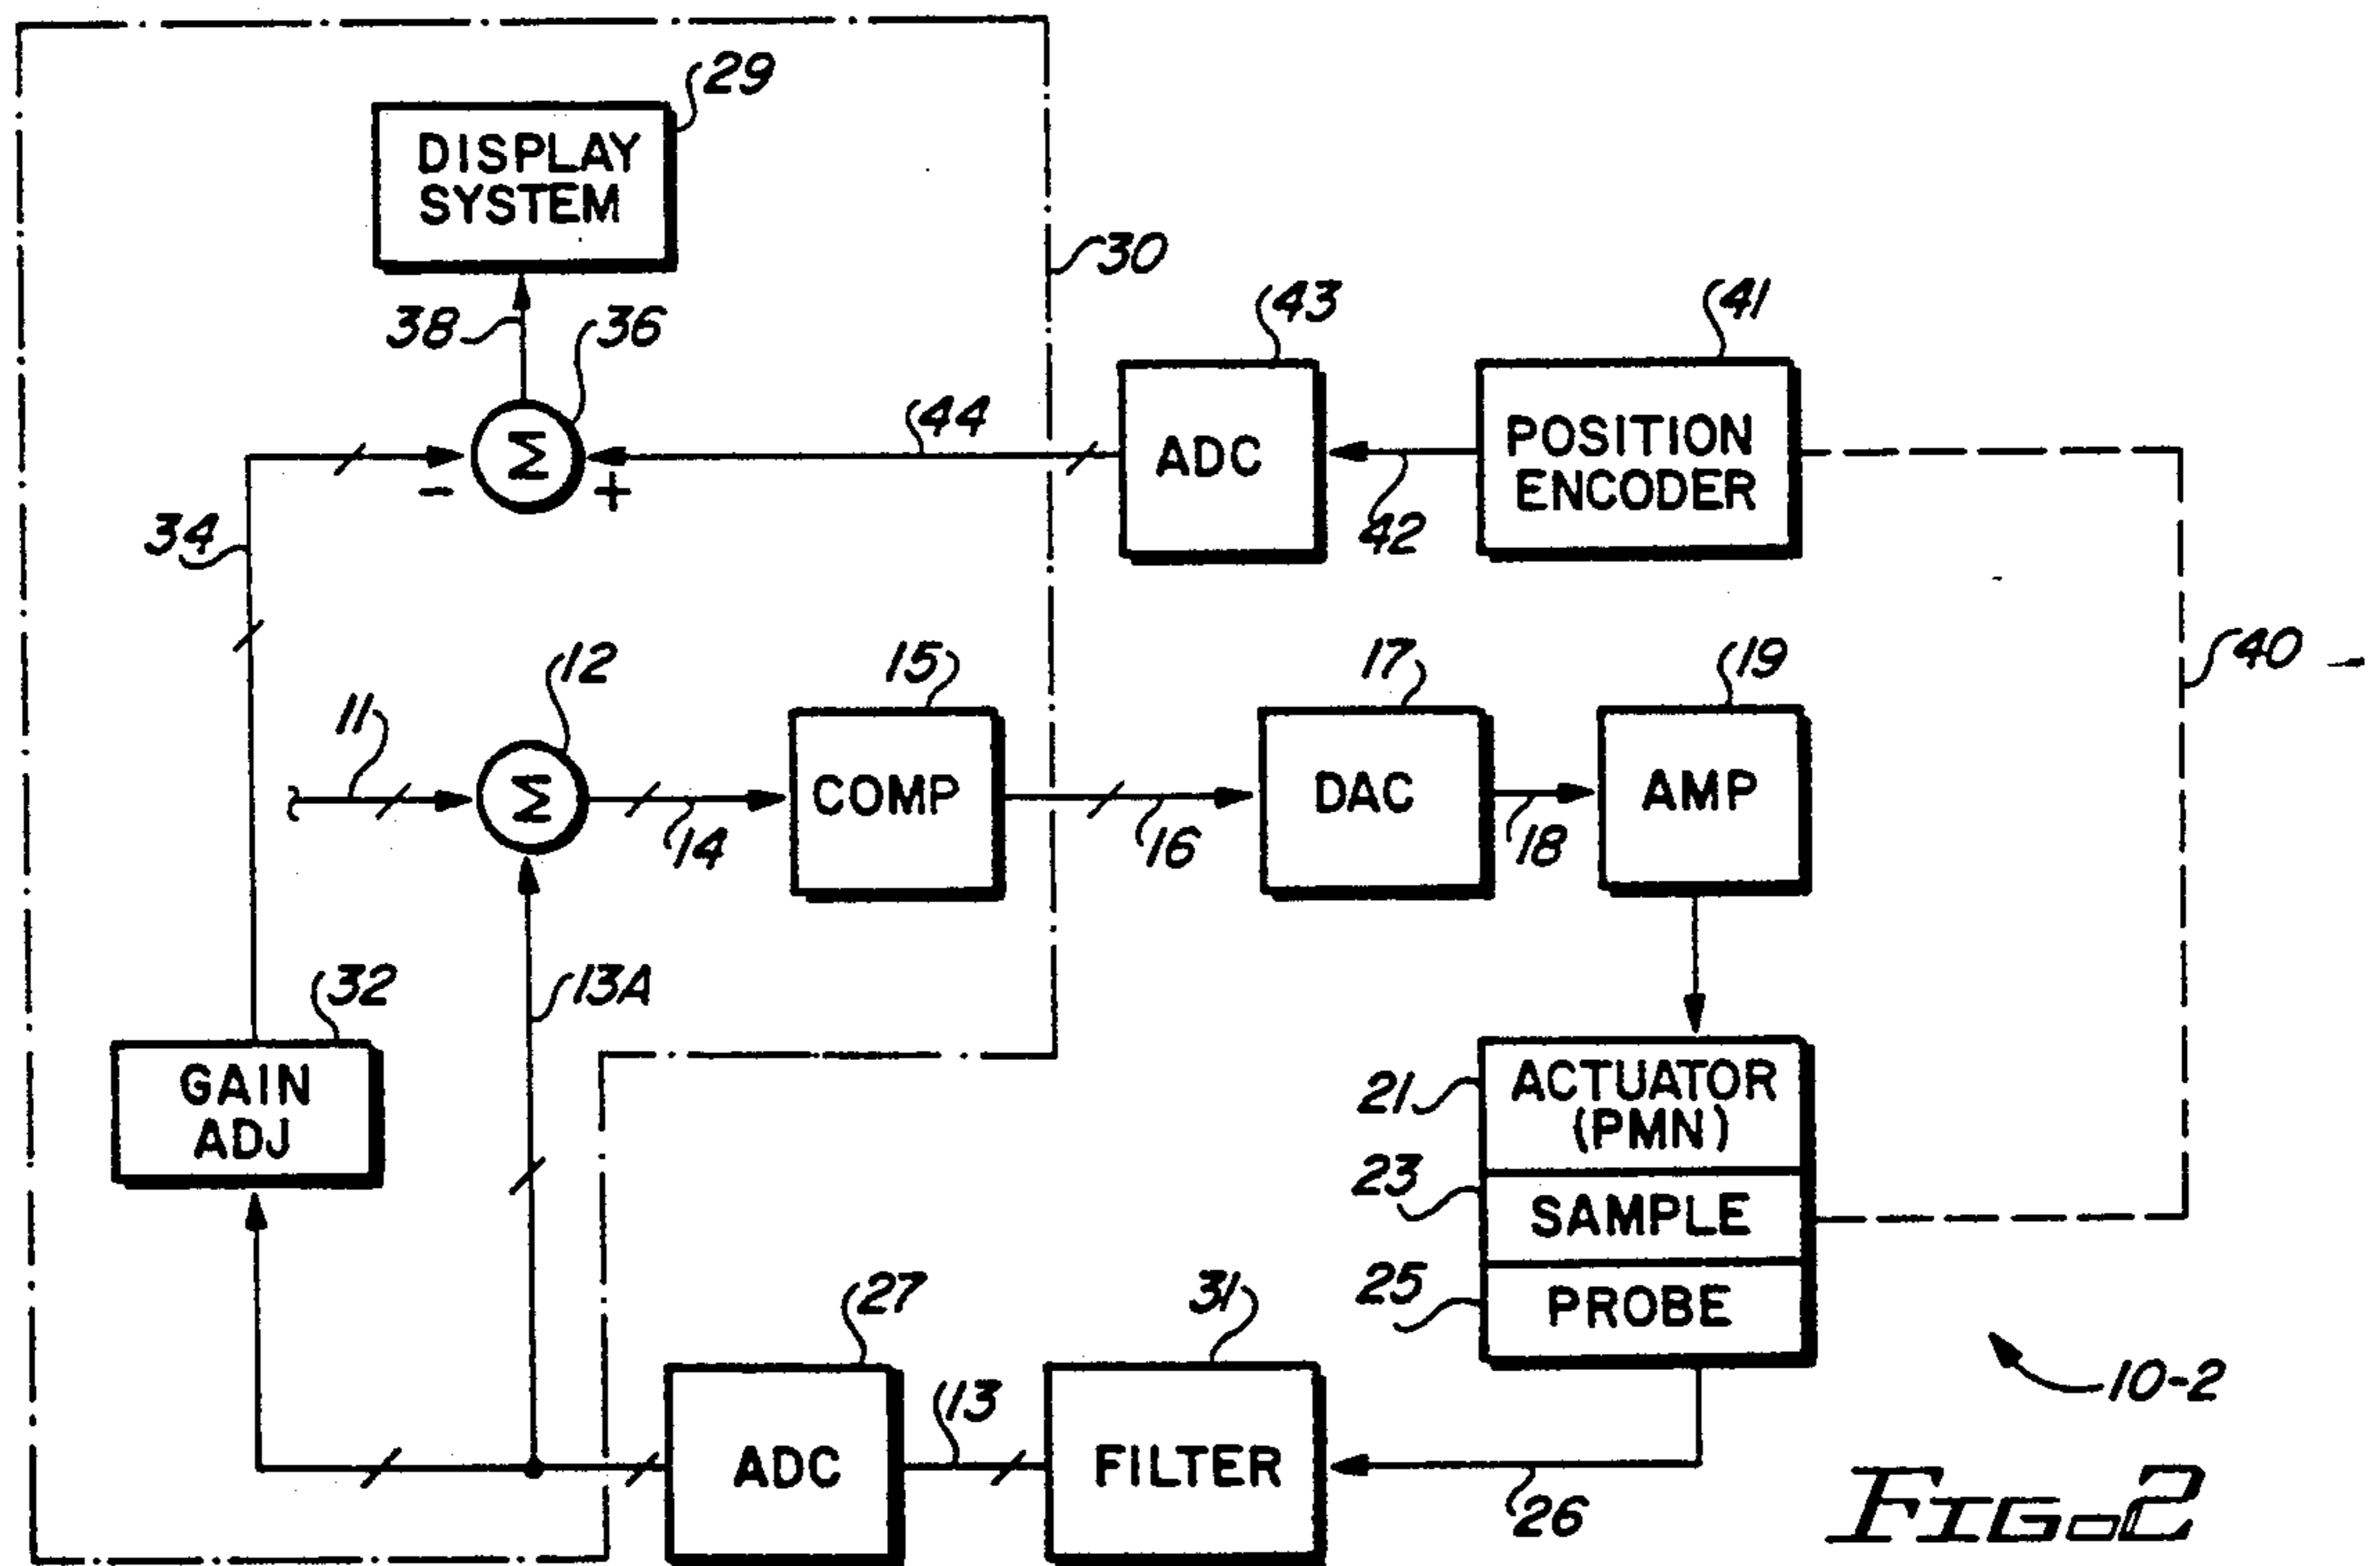 29
DISPLAY
SYSTEM
30
38
36
43
41
44
Σ
- +
ADC
POSITION
ENCODER
42
34
12
15
17
19
40
11
Σ
COMP
DAC
AMP
14
16
18
32
13A
GAIN
ADJ
21
ACTUATOR
(PMN)
23
SAMPLE
25
PROBE
27
31
13
ADC
FILTER
26
10-2
FIG. 2